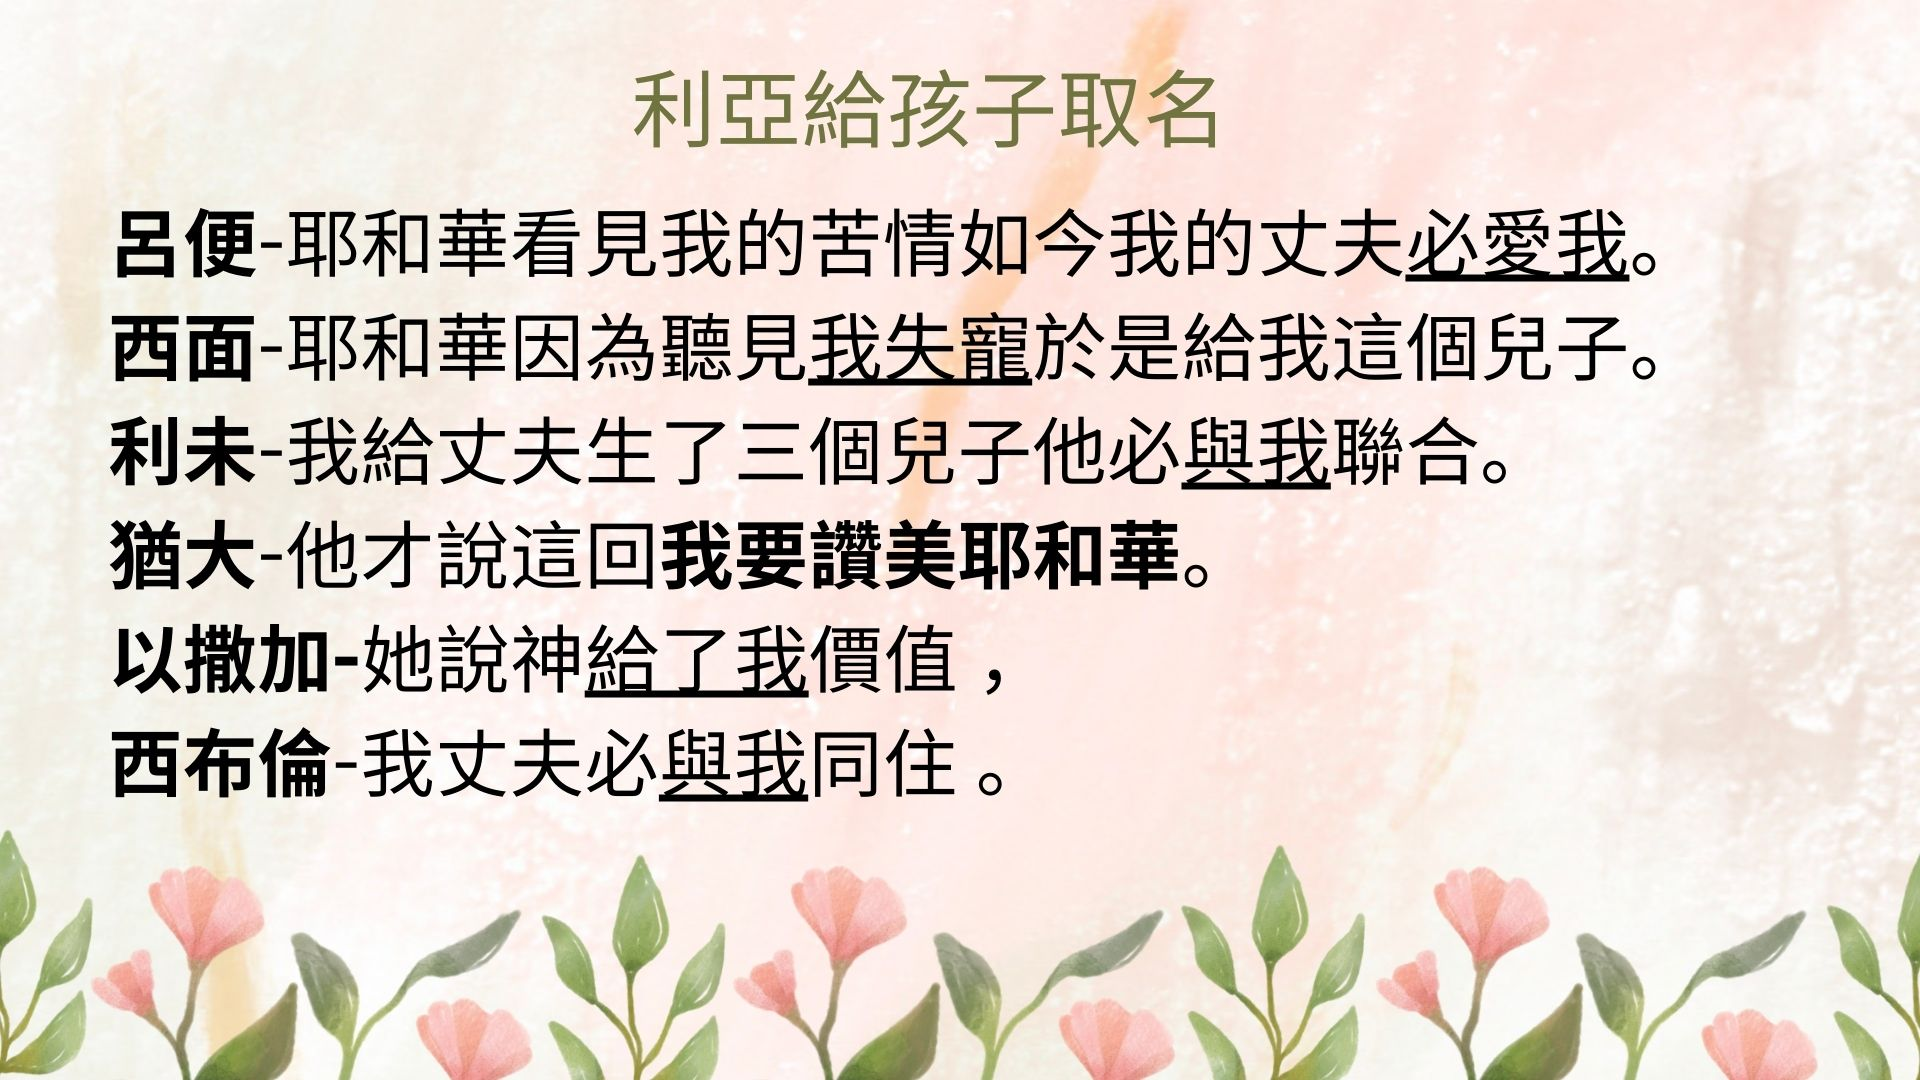 利亞給孩子取名
呂便-耶和華看見我的苦情如今我的丈夫必愛我。
西面-耶和華因為聽見我失寵於是給我這個兒子。
利未-我給丈夫生了三個兒子他必與我聯合。
猶大-他才說這回我要讚美耶和華。
以撒加-她說神給了我價值，
西布倫-我丈夫必與我同住 。